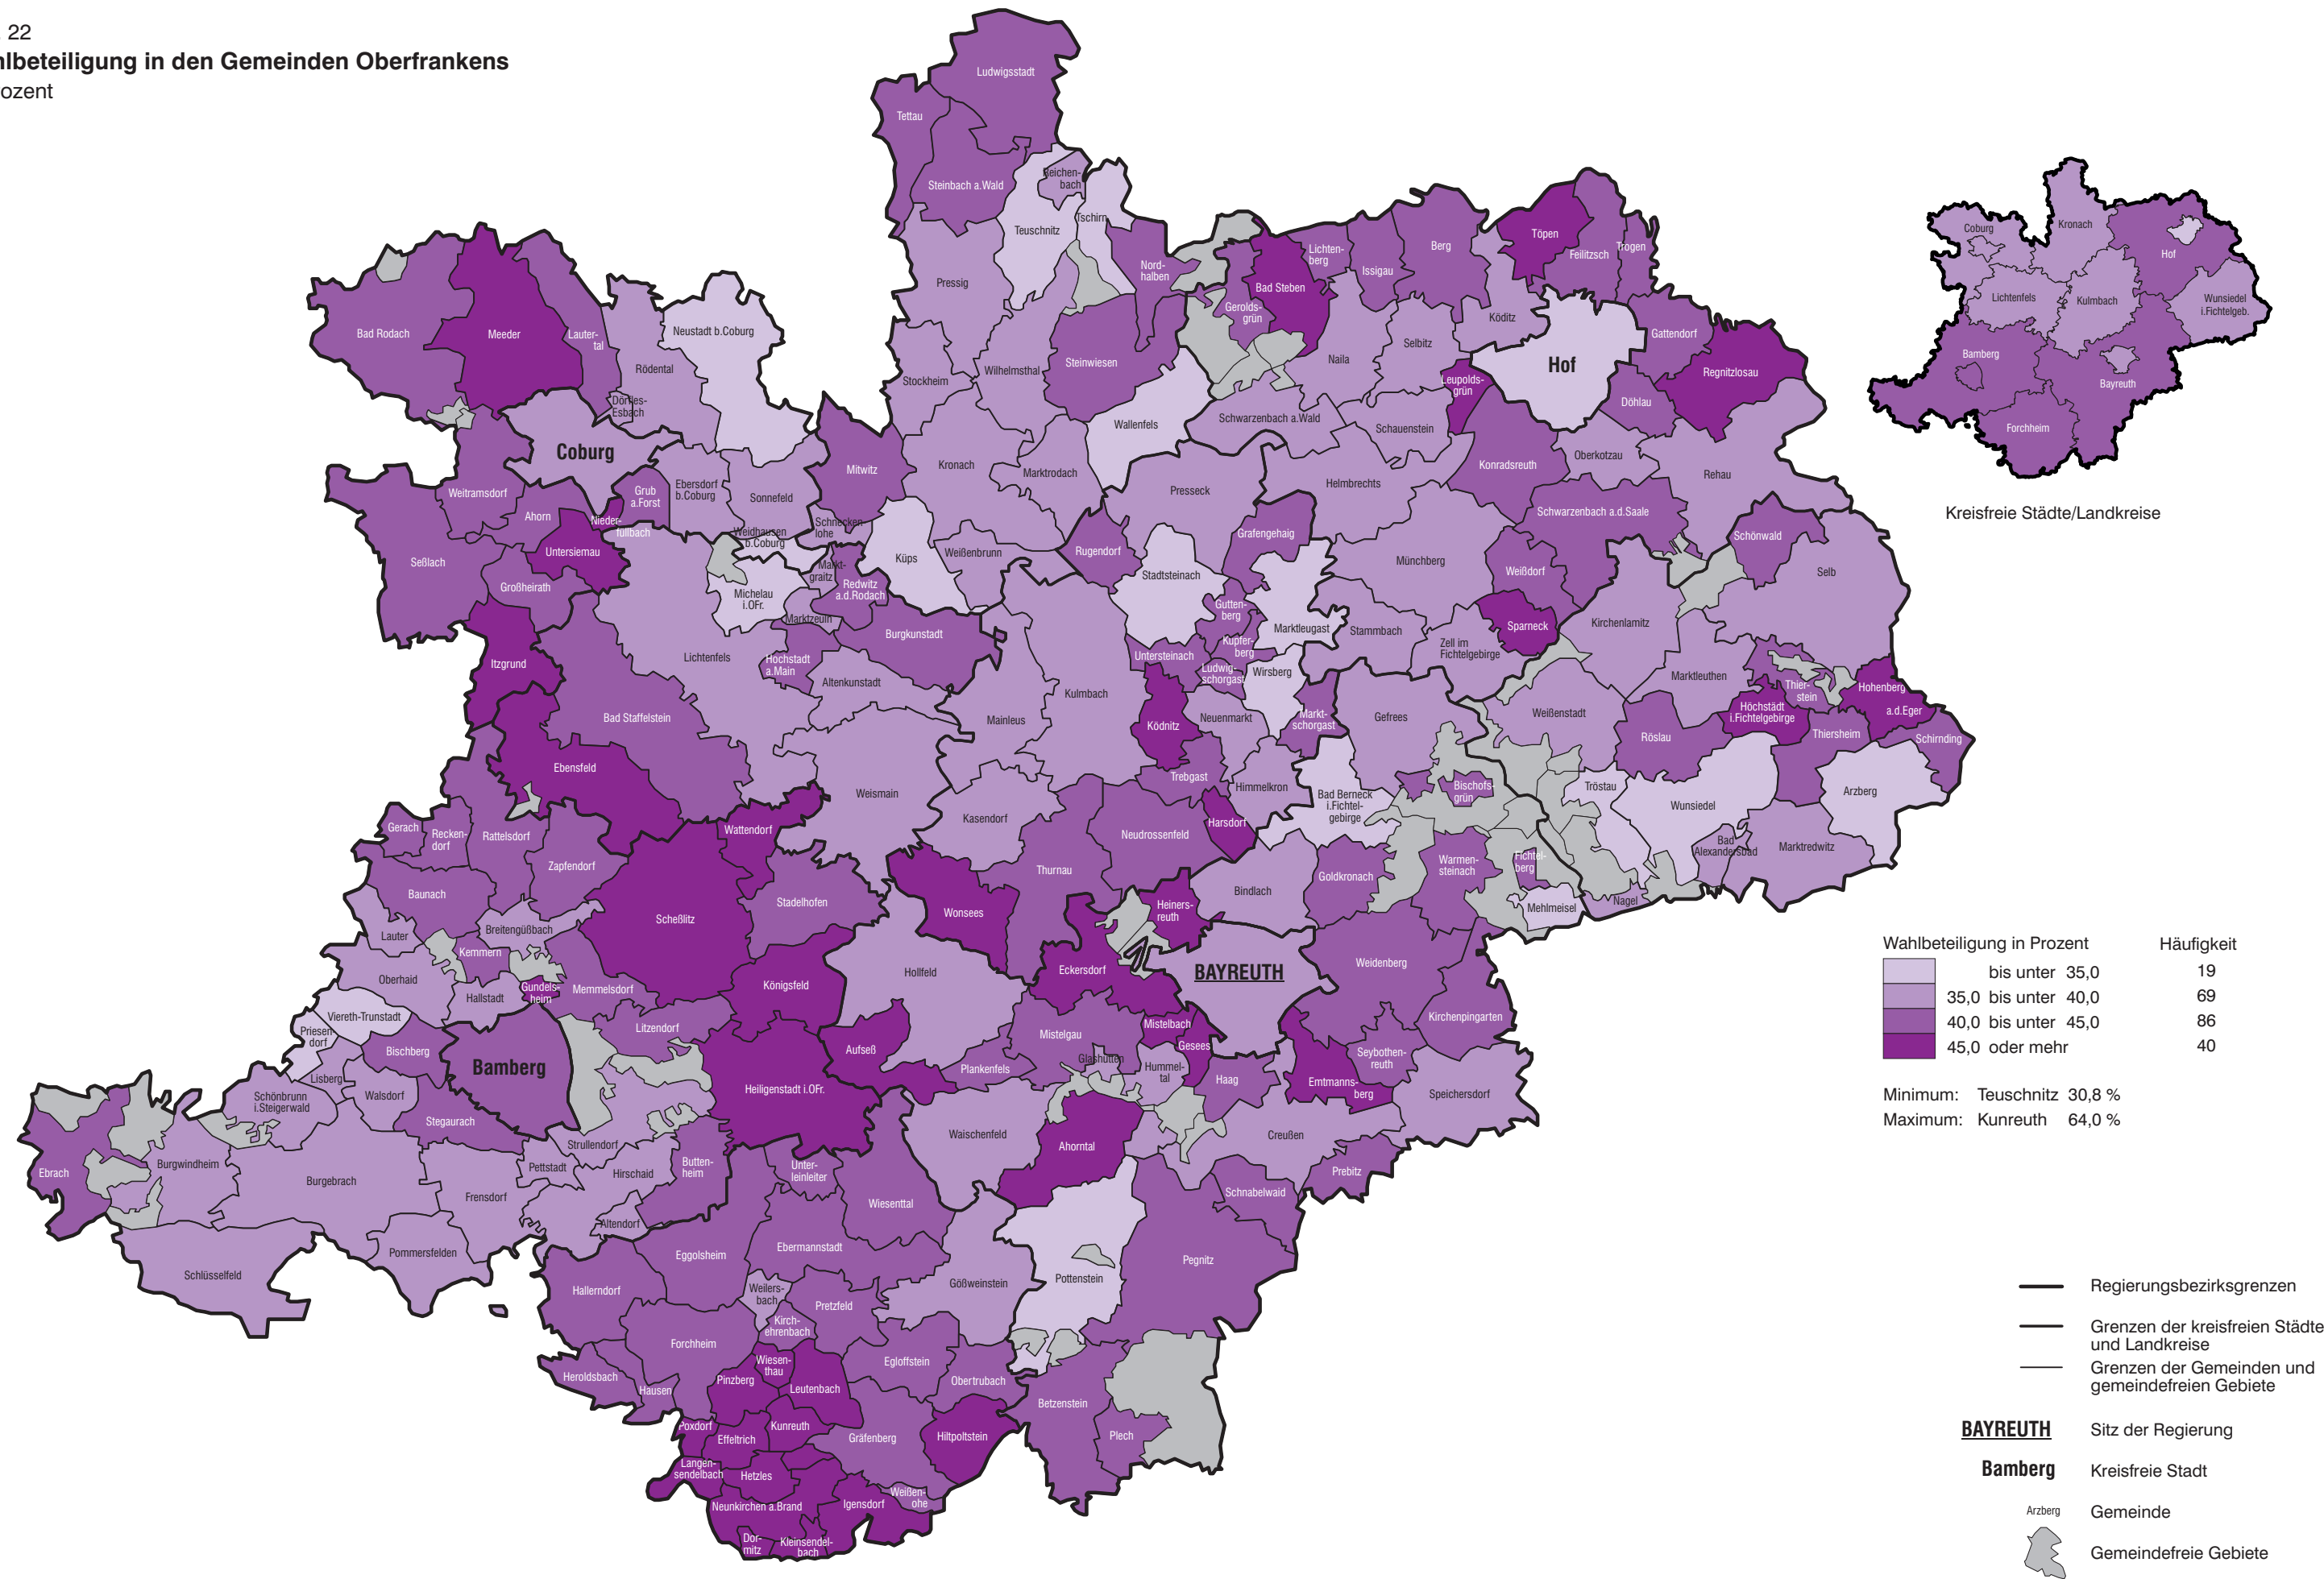 . 22
hlbeteiligung in den Gemeinden Oberfrankens
rozent
Ludwigsstadt
Tettau
Steinbach a.Wald
Reichen-
bach
Tschirn
Teuschnitz
Nord-
halben
Pressig
Lichten-
berg
Issigau
Berg
Töpen
Feilitzsch
Trogen
Bad Steben
Gerolds-
grün
Köditz
Gattendorf
Bad Rodach
Meeder
Lauter-
tal
Neustadt b.Coburg
Rödental
Dörfles-
Esbach
Stockheim
Wilhelmsthal
Steinwiesen
Naila
Selbitz
Hof
Regnitzlosau
Leupolds-
grün
Döhlau
Wallenfels
Schwarzenbach a.Wald
Schauenstein
Coburg
Mitwitz
Kronach
Marktrodach
Konradsreuth
Oberkotzau
Rehau
Weitramsdorf
Ahorn
Grub
a.Forst
Ebersdorf
b.Coburg
Sonnefeld
Presseck
Helmbrechts
Schwarzenbach a.d.Saale
Nieder-
füllbach
Weidhausen
b.Coburg
Schnecken-
lohe
Grafengehaig
Schönwald
Seßlach
Untersiemau
Küps
Weißenbrunn
Rugendorf
Münchberg
Weißdorf
Selb
Großheirath
Markt-
graitz
Redwitz
a.d.Rodach
Michelau
i.OFr.
Marktzeuln
Stadtsteinach
Gutten-
berg
Marktleugast
Stammbach
Sparneck
Kirchenlamitz
Burgkunstadt
Kupfer-
berg
Zell im
Fichtelgebirge
Itzgrund
Lichtenfels
Hochstadt
a.Main
Altenkunstadt
Untersteinach
Ludwig-
schorgast
Wirsberg
Marktleuthen
Thier-
stein
Hohenberg
a.d.Eger
Bad Staffelstein
Mainleus
Kulmbach
Ködnitz
Neuenmarkt
Markt-
schorgast
Gefrees
Weißenstadt
Röslau
Höchstädt
i.Fichtelgebirge
Thiersheim
Schirnding
Ebensfeld
Weismain
Trebgast
Himmelkron
Bad Berneck
i.Fichtel-
gebirge
Bischofs-
grün
Tröstau
Wunsiedel
Arzberg
Kasendorf
Gerach
Recken-
dorf
Rattelsdorf
Zapfendorf
Wattendorf
Neudrossenfeld
Harsdorf
Bad
Alexandersbad
Marktredwitz
Thurnau
Warmen-
steinach
Fichtel-
berg
Goldkronach
Baunach
Stadelhofen
Bindlach
Mehlmeisel
Nagel
Scheßlitz
Wonsees
Heiners-
reuth
Breitengüßbach
Lauter
Kemmern
Oberhaid
Hallstadt
Gundels-
heim
Memmelsdorf
Königsfeld
Hollfeld
Eckersdorf
BAYREUTH
Weidenberg
Viereth-Trunstadt
Priesen-
dorf
Litzendorf
Mistelgau
Mistelbach
Gesees
Kirchenpingarten
Bischberg
Bamberg
Aufseß
Plankenfels
Glashütten
Hummel-
tal
Haag
Emtmanns-
berg
Seybothen-
reuth
Speichersdorf
Lisberg
Walsdorf
Schönbrunn
i.Steigerwald
Heiligenstadt i.OFr.
Stegaurach
Waischenfeld
Ahorntal
Creußen
Strullendorf
Ebrach
Burgwindheim
Burgebrach
Pettstadt
Hirschaid
Butten-
heim
Unter-
leinleiter
Prebitz
Schnabelwaid
Frensdorf
Wiesenttal
Altendorf
Pommersfelden
Eggolsheim
Ebermannstadt
Pegnitz
Schlüsselfeld
Hallerndorf
Weilers-
bach
Gößweinstein
Pottenstein
Pretzfeld
Kirch-
ehrenbach
Forchheim
Wiesen-
thau
Egloffstein
Heroldsbach
Hausen
Pinzberg
Leutenbach
Obertrubach
Betzenstein
Poxdorf
Effeltrich
Kunreuth
Gräfenberg
Hiltpoltstein
Plech
Langen-
sendelbach
Hetzles
Neunkirchen a.Brand
Igensdorf
Weißen-
ohe
Dor-
mitz
Kleinsendel-
bach
Coburg
Kronach
Hof
Lichtenfels
Kulmbach
Wunsiedel
i.Fichtelgeb.
Bamberg
Bayreuth
Forchheim
Kreisfreie Städte/Landkreise
Wahlbeteiligung in Prozent Häufigkeit
bis unter 35,0 19
35,0 bis unter 40,0 69
40,0 bis unter 45,0 86
45,0 oder mehr 40
Minimum: Teuschnitz 30,8 %
Maximum: Kunreuth 64,0 %
Regierungsbezirksgrenzen
Grenzen der kreisfreien Städte
und Landkreise
Grenzen der Gemeinden und
gemeindefreien Gebiete
BAYREUTH Sitz der Regierung
Bamberg Kreisfreie Stadt
Arzberg Gemeinde
Gemeindefreie Gebiete